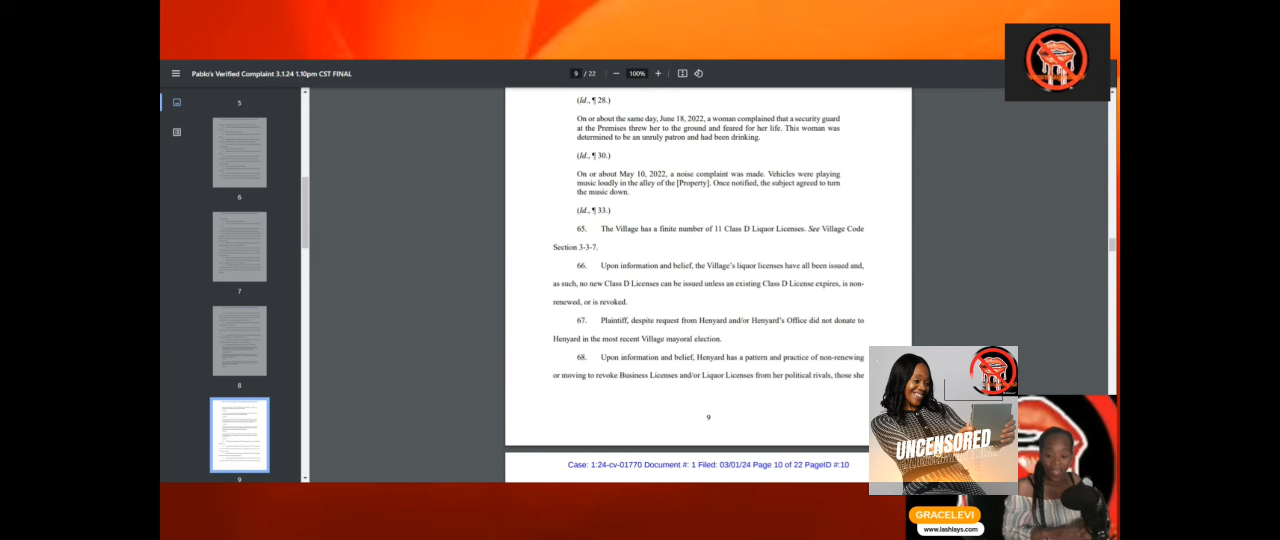 Pablo's Verified Complaint 3.1.24 1.10pm CST FINAL
9 / 22
100%
5
6
7
8
9
(Id., ¶ 28.)
On or about the same day, June 18, 2022, a woman complained that a security guard
at the Premises threw her to the ground and feared for her life. This woman was
determined to be an unruly patron and had been drinking.
(Id., ¶ 30.)
On or about May 10, 2022, a noise complaint was made. Vehicles were playing
music loudly in the alley of the [Property]. Once notified, the subject agreed to turn
the music down.
(Id., ¶ 33.)
65. The Village has a finite number of 11 Class D Liquor Licenses. See Village Code
Section 3-3-7.
66. Upon information and belief, the Village's liquor licenses have all been issued and,
as such, no new Class D Licenses can be issued unless an existing Class D License expires, is non-
renewed, or is revoked.
67. Plaintiff, despite request from Henyard and/or Henyard's Office did not donate to
Henyard in the most recent Village mayoral election.
68. Upon information and belief, Henyard has a pattern and practice of non-renewing
or moving to revoke Business Licenses and/or Liquor Licenses from her political rivals, those she
9
Case: 1:24-cv-01770 Document #: 1 Filed: 03/01/24 Page 10 of 22 PageID #:10
UNCENSORED
GRACELEVI
www.lashlays.com